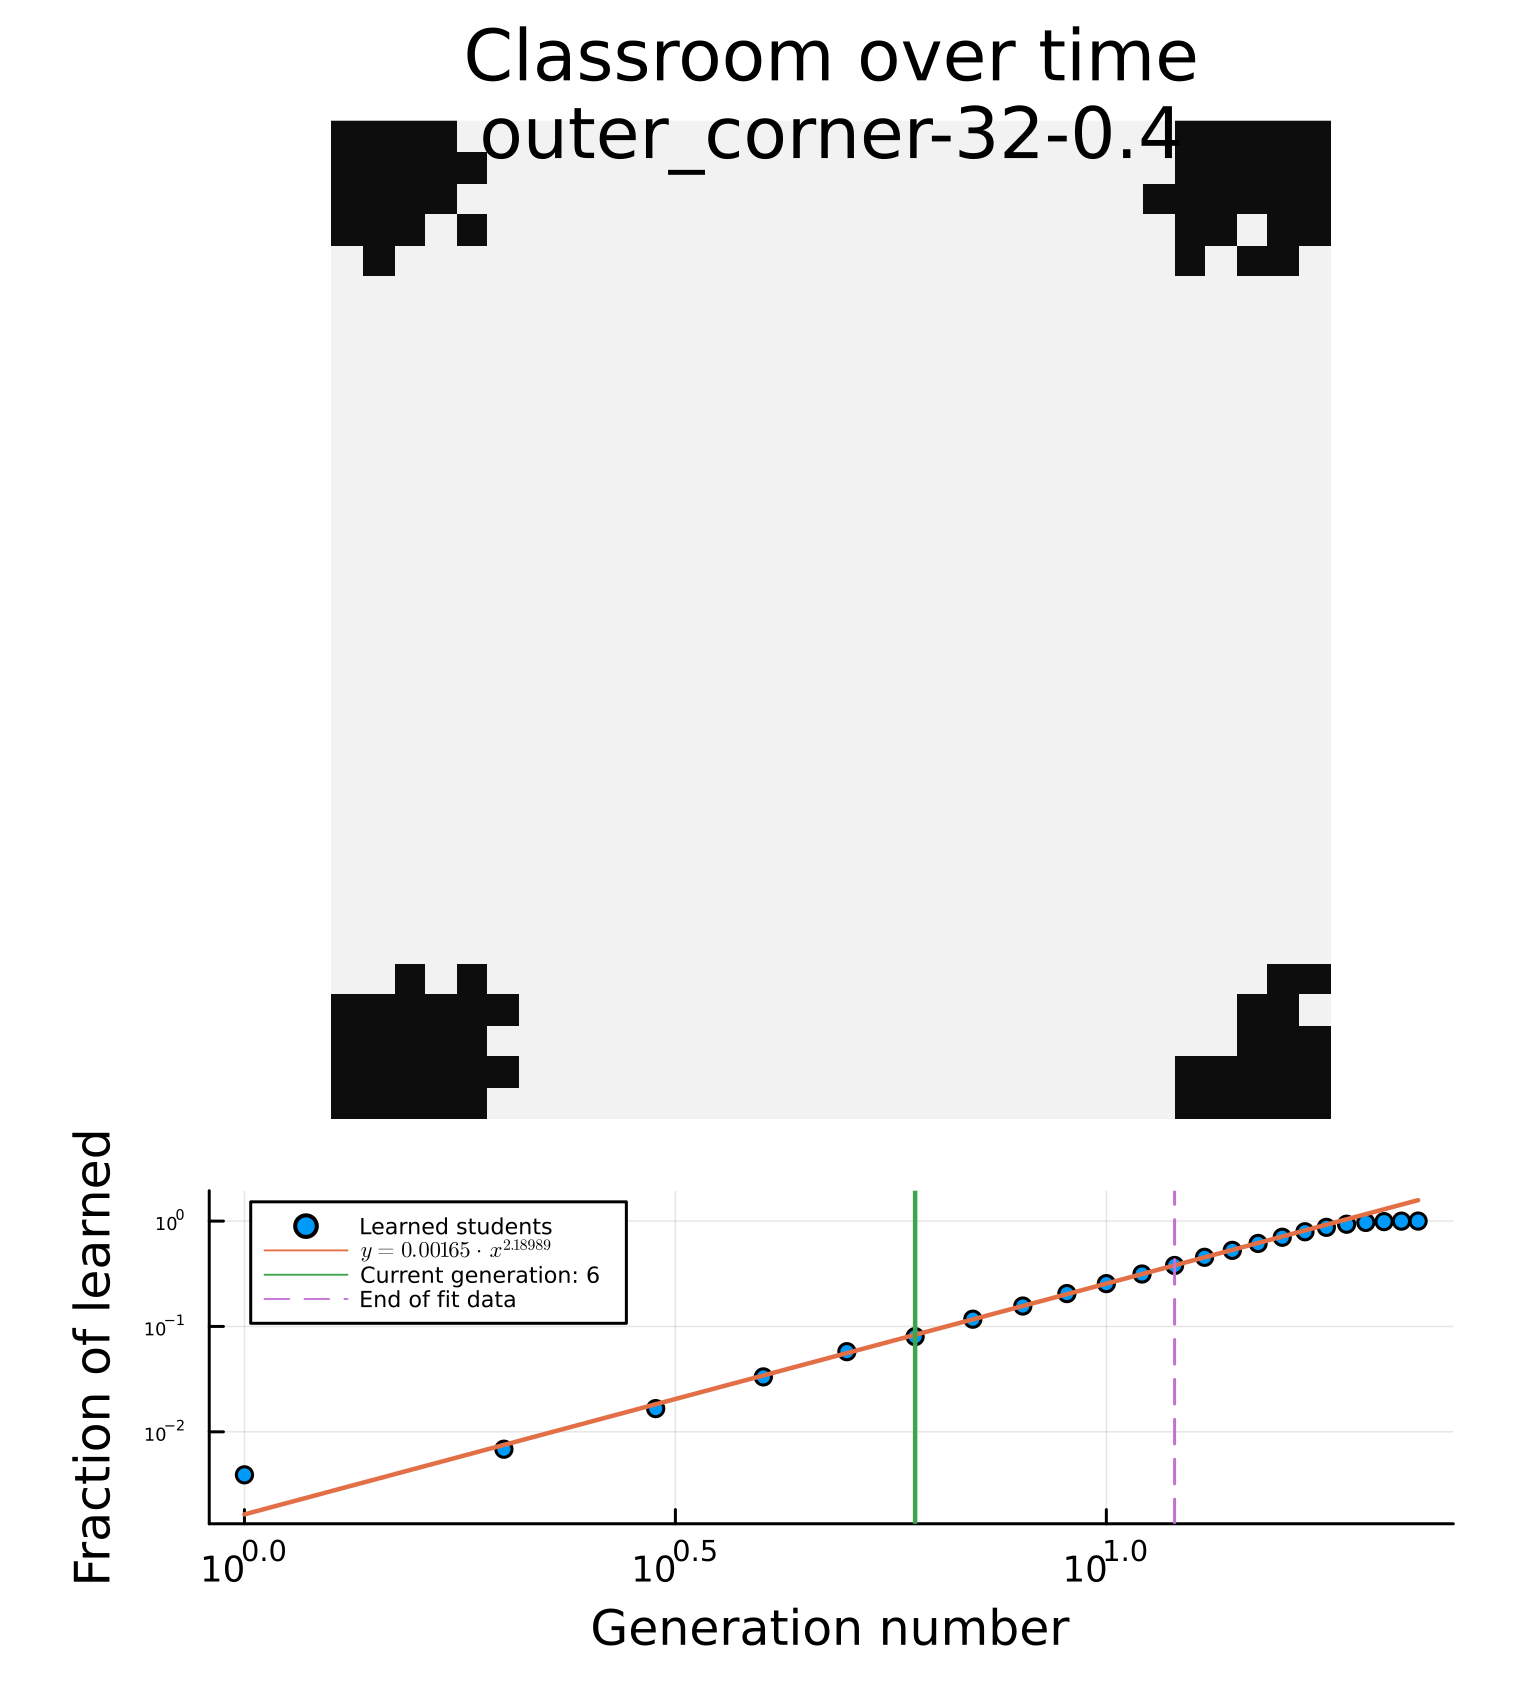 Classroom over time
outer_corner-32-0.4
Fraction of learned
10⁰
10⁻¹
10⁻²
Learned students
y = 0.00165 · x^2.18989
Current generation: 6
End of fit data
10^0.0
10^0.5
10^1.0
Generation number